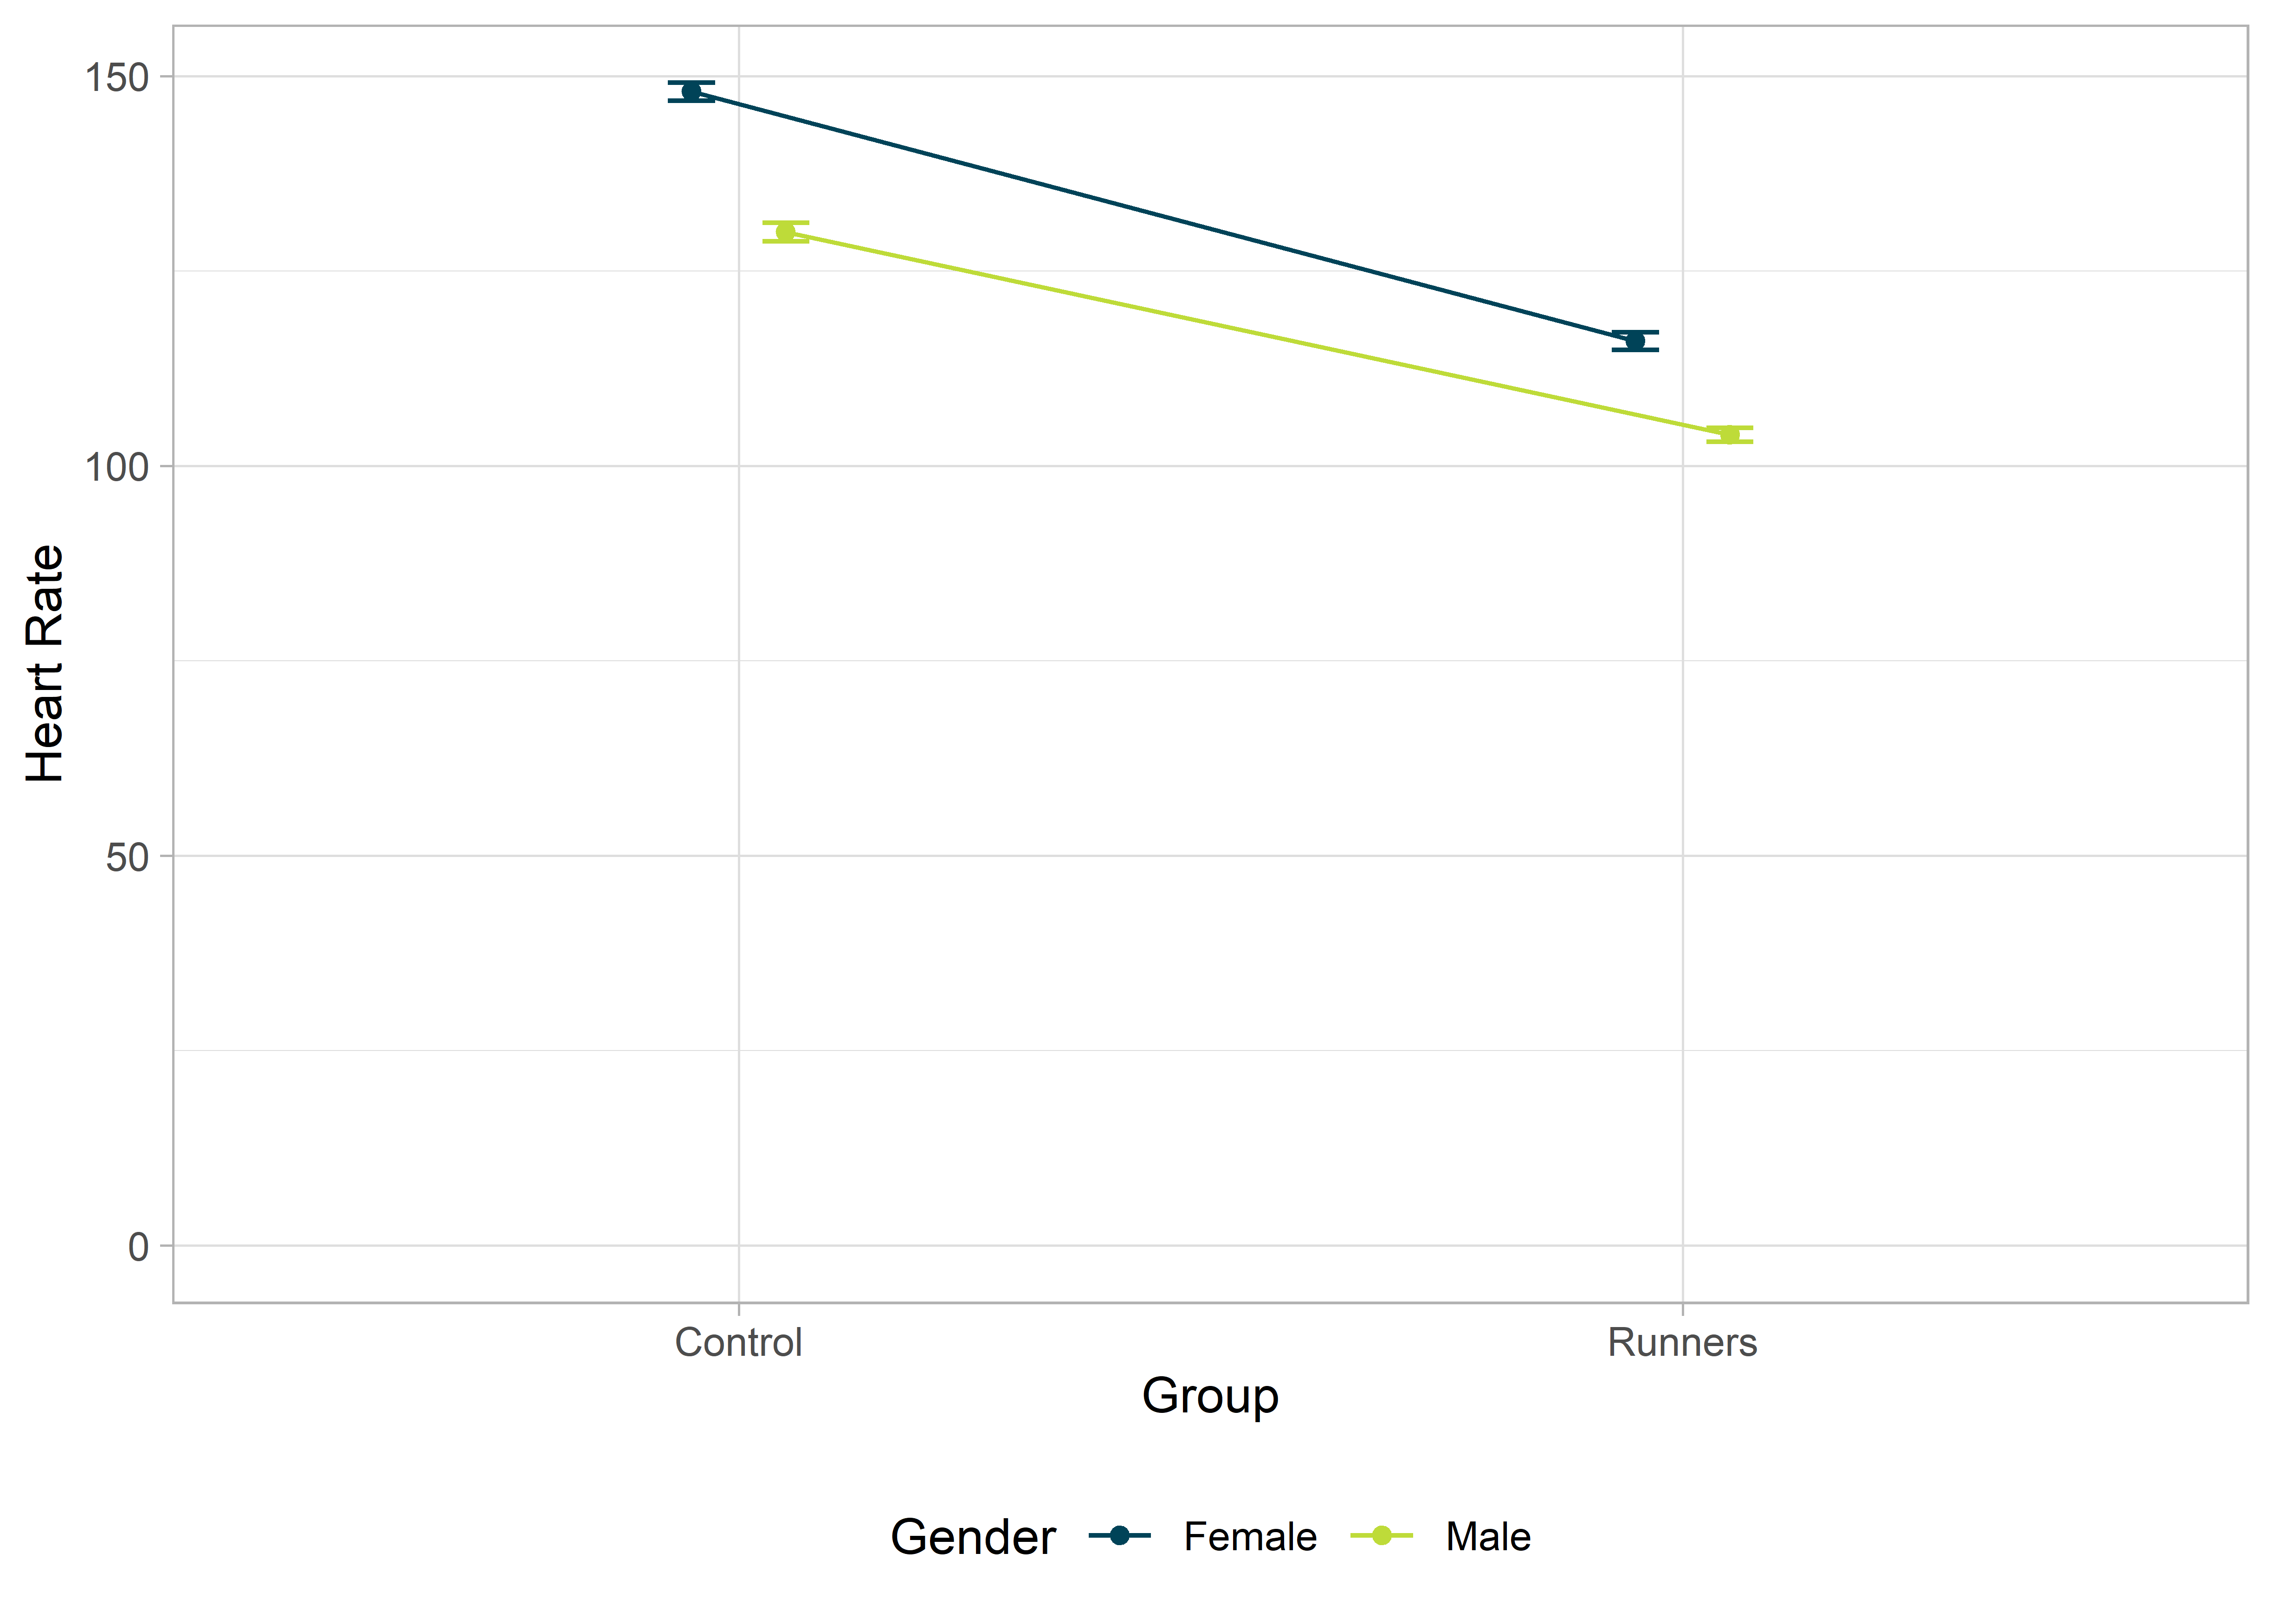 150
100
50
0
Heart Rate
Control Runners
Group
Gender Female Male